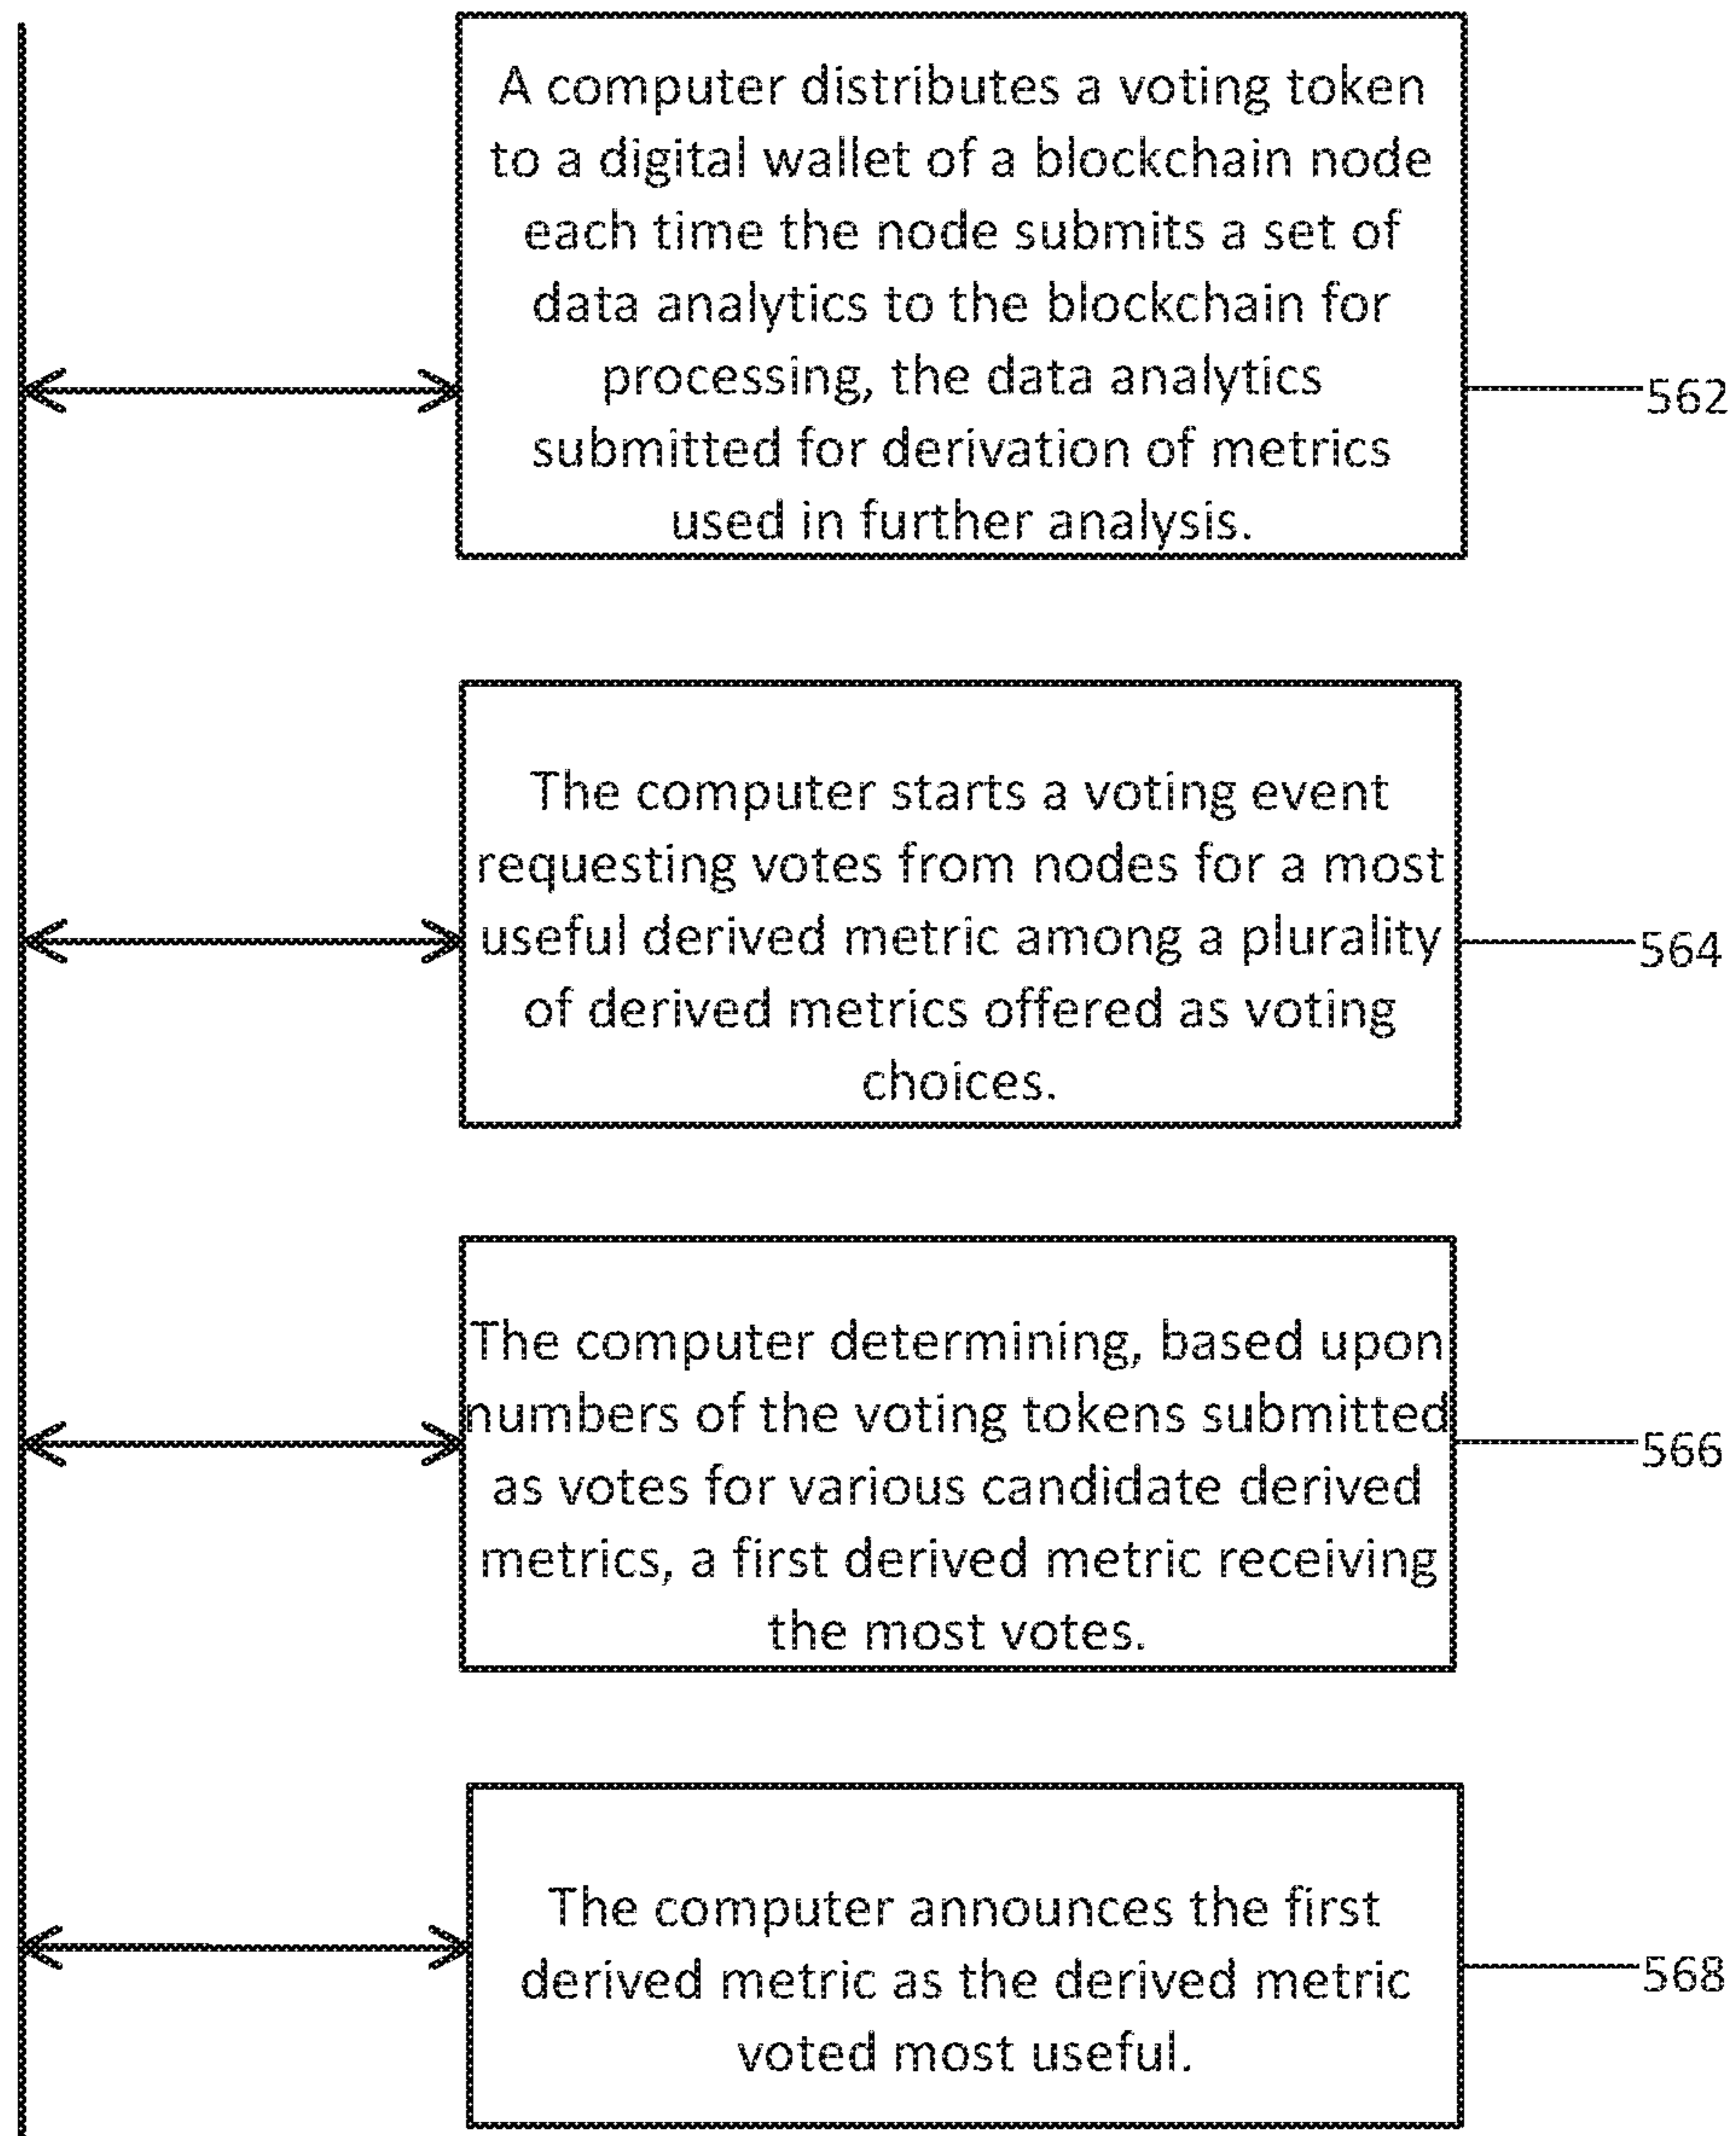 A computer distributes a voting token
to a digital wallet of a blockchain node
each time the node submits a set of
data analytics to the blockchain for
processing, the data analytics
submitted for derivation of metrics
used in further analysis.
562
The computer starts a voting event
requesting votes from nodes for a most
useful derived metric among a plurality
of derived metrics offered as voting
choices.
564
The computer determining, based upon
numbers of the voting tokens submitted
as votes for various candidate derived
metrics, a first derived metric receiving
the most votes.
566
The computer announces the first
derived metric as the derived metric
voted most useful.
568